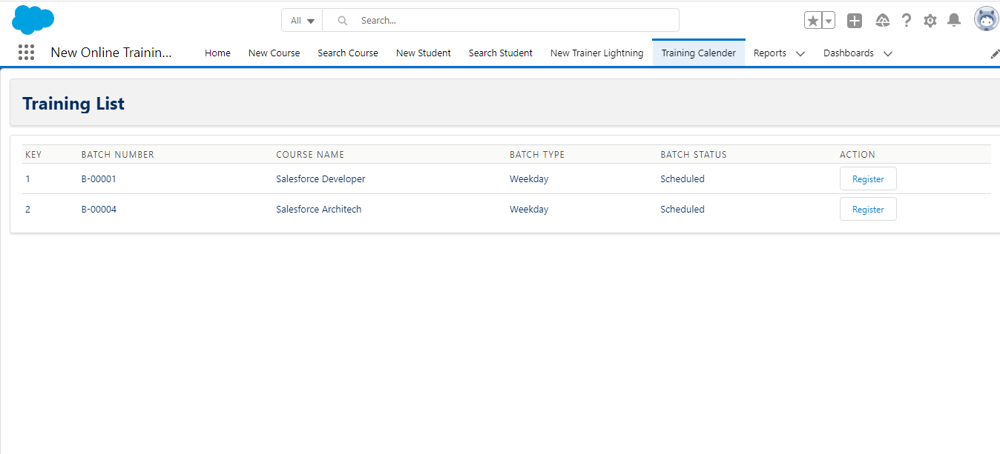 All Search...
New Online Trainin... Home New Course Search Course New Student Search Student New Trainer Lightning Training Calender Reports Dashboards
Training List
KEY BATCH NUMBER COURSE NAME BATCH TYPE BATCH STATUS ACTION
1 B-00001 Salesforce Developer Weekday Scheduled Register
2 B-00004 Salesforce Architech Weekday Scheduled Register